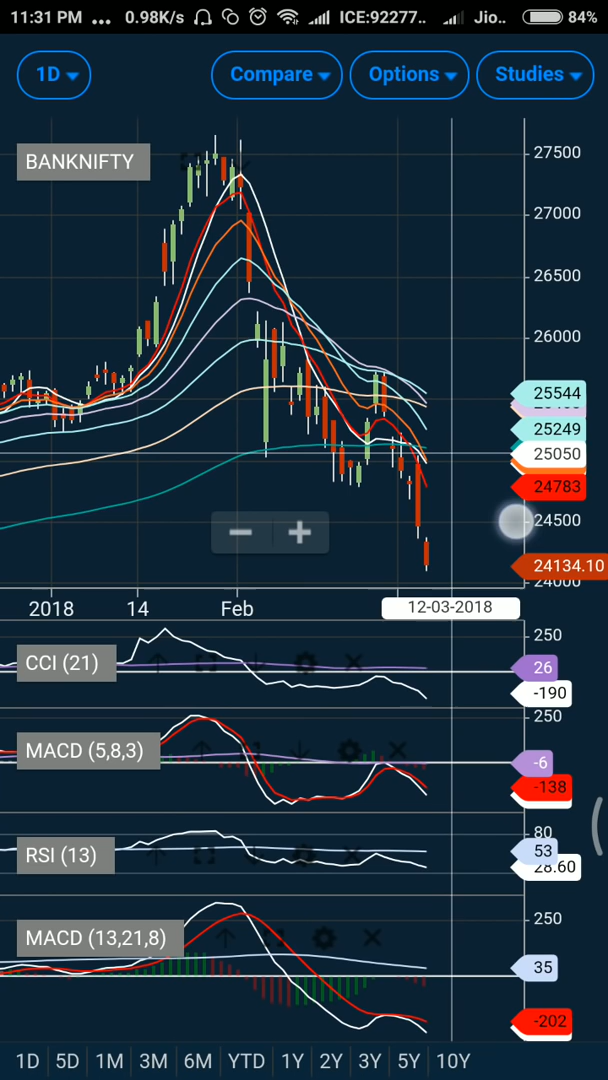 11:31 PM ... 0.98K/s ICE:92277.. Jio.. 84%
1D Compare Options Studies
BANKNIFTY
27500
27000
26500
26000
25544
25249
25050
24783
24500
24134.10
24000
2018 14 Feb 12-03-2018
250
CCI (21)
26
-190
250
MACD (5,8,3)
-6
-138
80
RSI (13)
53
28.60
250
MACD (13,21,8)
35
-202
1D 5D 1M 3M 6M YTD 1Y 2Y 3Y 5Y 10Y